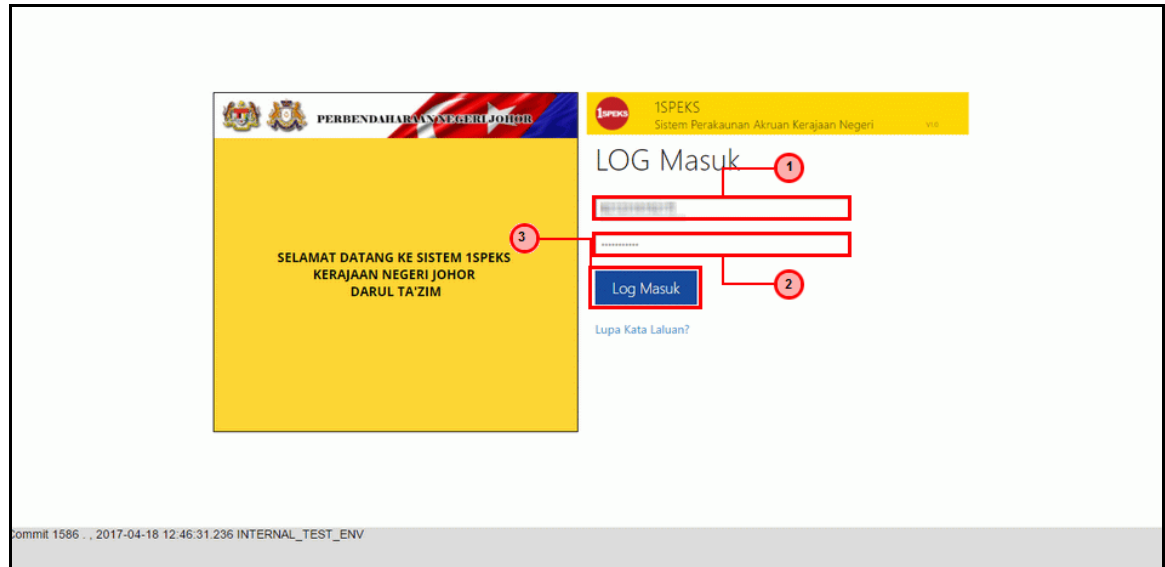 PERBENDAHARAAN NEGERI JOHOR
SELAMAT DATANG KE SISTEM 1SPEKS
KERAJAAN NEGERI JOHOR
DARUL TA'ZIM
1SPEKS
1SPEKS
Sistem Perakaunan Akruan Kerajaan Negeri
V1.0
LOG Masuk
1
3
2
Log Masuk
Lupa Kata Laluan?
Commit 1586 . , 2017-04-18 12:46:31.236 INTERNAL_TEST_ENV